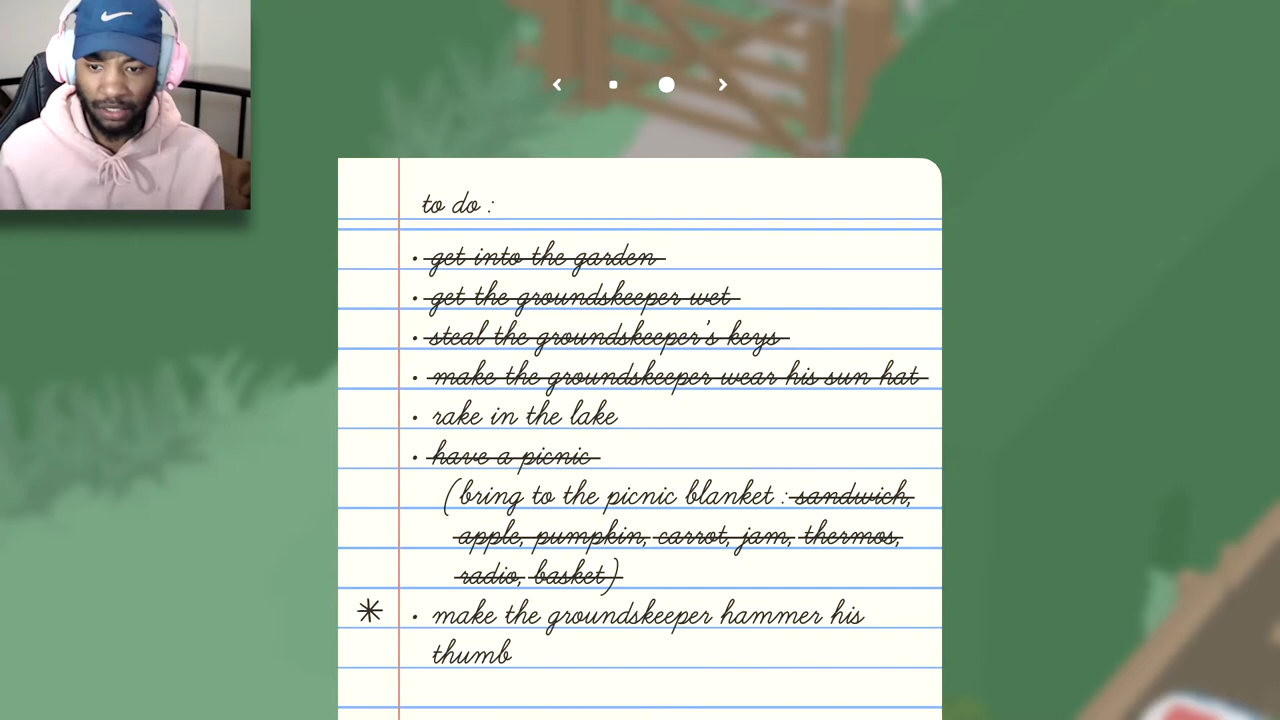 to do :
• get into the garden
• get the groundskeeper wet
• steal the groundskeeper's keys
• make the groundskeeper wear his sun hat
• rake in the lake
• have a picnic
(bring to the picnic blanket : sandwich,
apple, pumpkin, carrot, jam, thermos,
radio, basket)
• make the groundskeeper hammer his
thumb